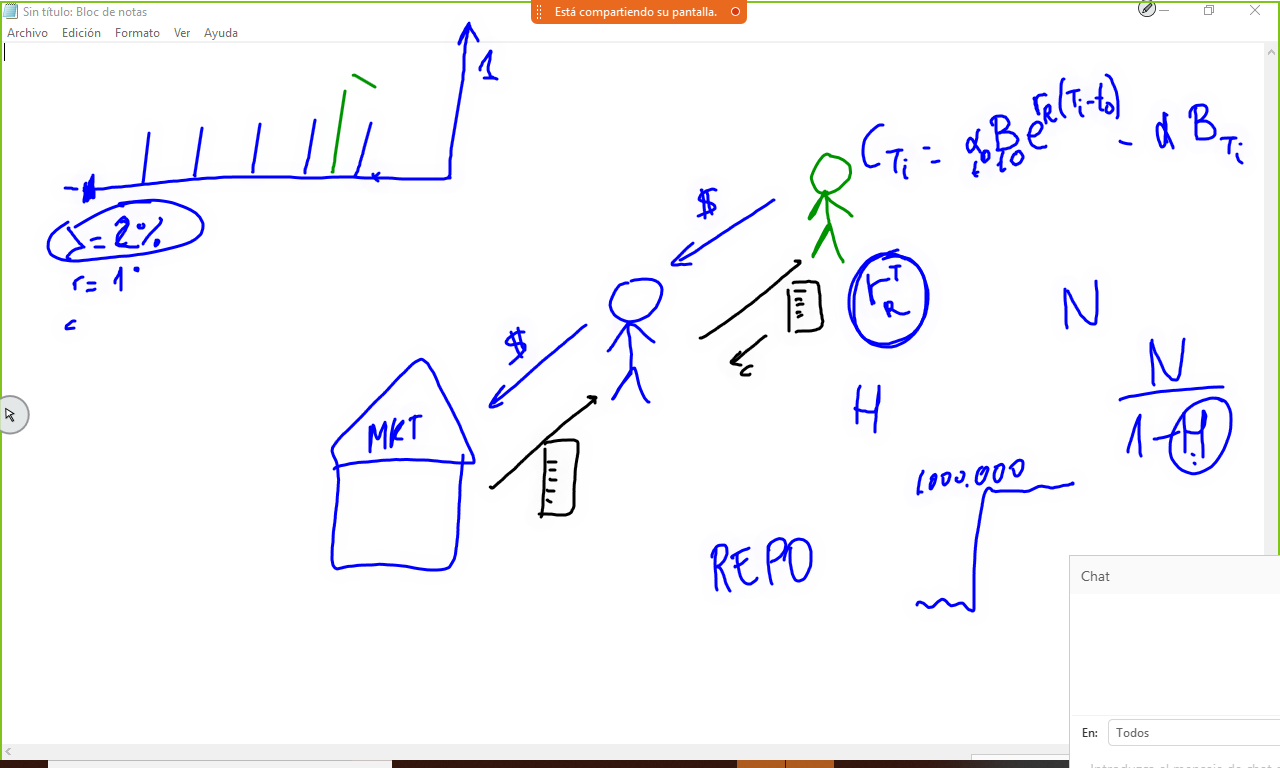 Sin título: Bloc de notas
Está compartiendo su pantalla.
Archivo Edición Formato Ver Ayuda
1
C_{T_i} = α_{t_0} B_{t_0} e^{r_R(T_i-t_0)} - α B_{T_i}
$
= 2%
r = 1
c
r_R^T
N
$
c
H
N
1-H
MKT
1000.000
REPO
Chat
En: Todos